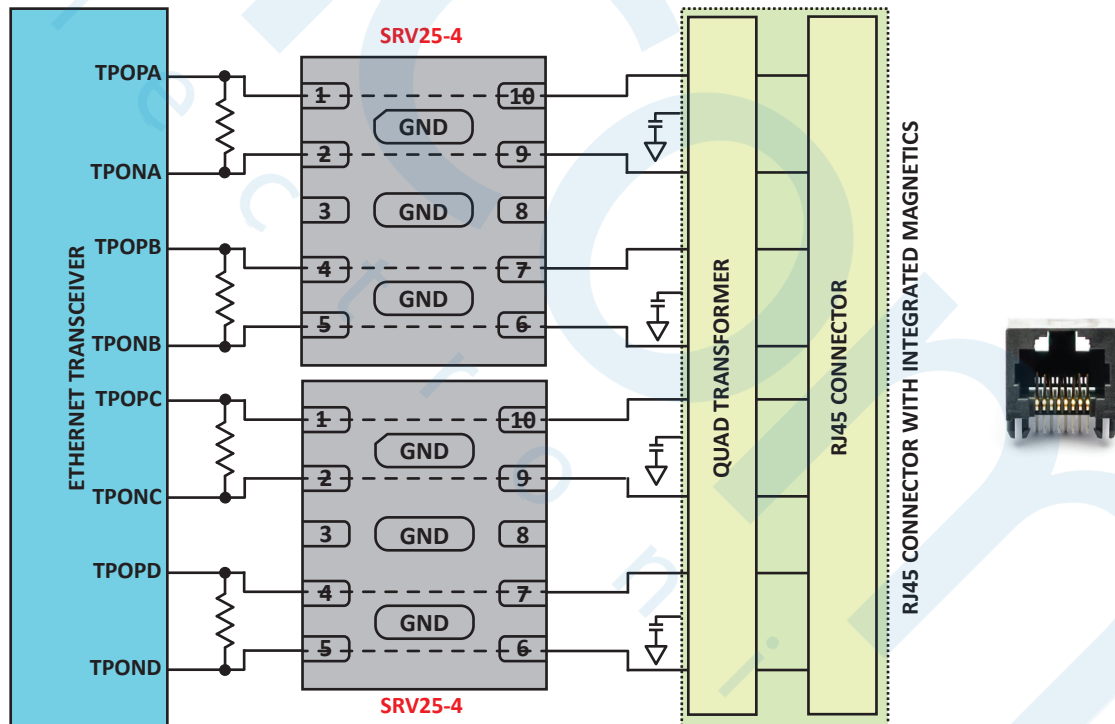 SRV25-4
TPOPA
1
10
GND
2
9
TPONA
3
GND
8
TPOPB
4
7
GND
5
6
TPONB
TPOPC
1
10
GND
2
9
TPONC
3
GND
8
TPOPD
4
7
GND
5
6
TPOND
SRV25-4
ETHERNET TRANSCEIVER
QUAD TRANSFORMER
RJ45 CONNECTOR
RJ45 CONNECTOR WITH INTEGRATED MAGNETICS